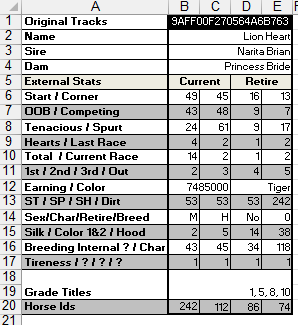 A B C D E
1 Original Tracks 9AFF00F270564A6B763
2 Name Lion Heart
3 Sire Narita Brian
4 Dam Princess Bride
5 External Stats Current Retire
6 Start / Corner 49 45 16 13
7 OOB / Competing 43 48 9 7
8 Tenacious / Spurt 24 61 9 17
9 Hearts / Last Race 4 2 1 2
10 Total / Current Race 14 2 1 2
11 1st / 2nd / 3rd / Out 2 3 4 5
12 Earning / Color 7485000 Tiger
13 ST / SP / SH / Dirt 53 53 53 242
14 Sex/Char/Retire/Breed M H No 0
15 Silk / Color 1&2 / Hood 2 5 14 38
16 Breeding Internal ? / Char 43 45 34 118
17 Tireness / ? / ? / ? 1 1 1 1
18
19 Grade Titles 1, 5, 8, 10
20 Horse Ids 242 112 86 74
21